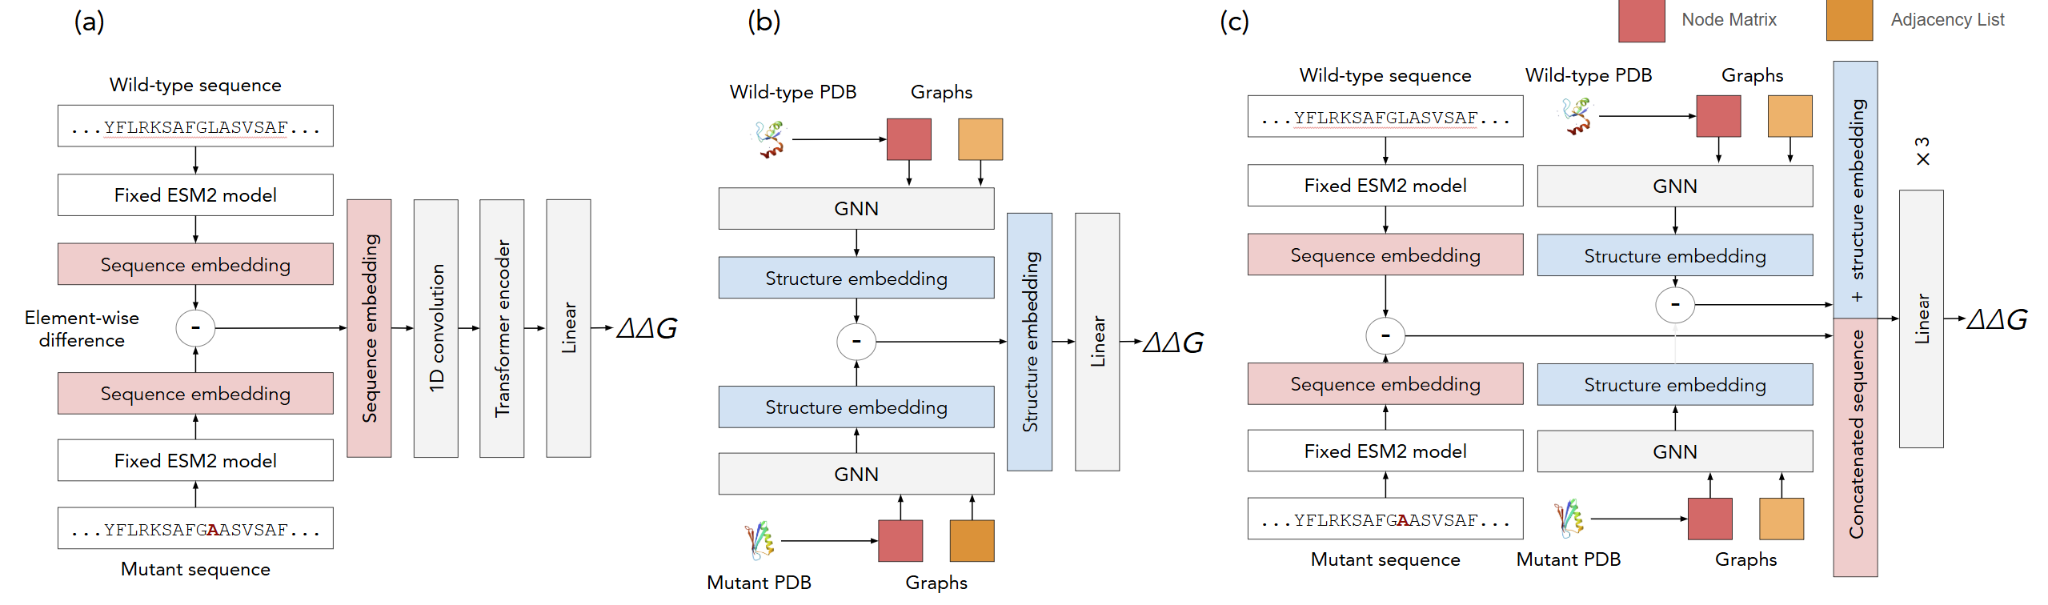 (a)
Wild-type sequence
...YFLRKSAFGLASVSAF...
Fixed ESM2 model
Sequence embedding
Element-wise
difference
-
Sequence embedding
Fixed ESM2 model
...YFLRKSAFGAASVSAF...
Mutant sequence
Sequence embedding
1D convolution
Transformer encoder
Linear
ΔΔG
(b)
Wild-type PDB
Graphs
GNN
Structure embedding
-
Structure embedding
GNN
Mutant PDB
Graphs
Structure embedding
Linear
ΔΔG
(c)
Node Matrix
Adjacency List
Wild-type sequence
...YFLRKSAFGLASVSAF...
Fixed ESM2 model
Sequence embedding
-
Sequence embedding
Fixed ESM2 model
...YFLRKSAFGAASVSAF...
Mutant sequence
Wild-type PDB
Graphs
GNN
Structure embedding
-
Structure embedding
GNN
Mutant PDB
Graphs
Concatenated sequence + structure embedding
× 3
Linear
ΔΔG